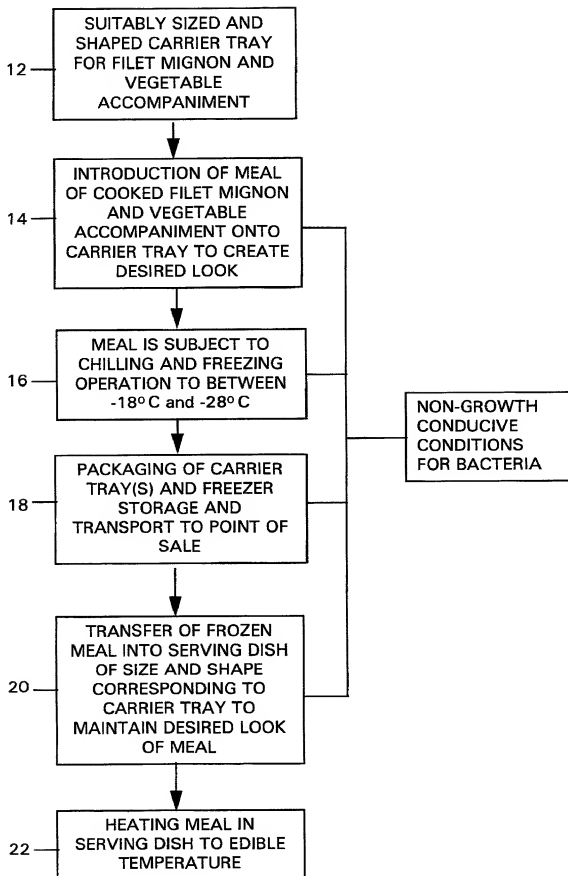 SUITABLY SIZED AND
SHAPED CARRIER TRAY
FOR FILET MIGNON AND
VEGETABLE
ACCOMPANIMENT
12
INTRODUCTION OF MEAL
OF COOKED FILET MIGNON
AND VEGETABLE
ACCOMPANIMENT ONTO
CARRIER TRAY TO CREATE
DESIRED LOOK
14
MEAL IS SUBJECT TO
CHILLING AND FREEZING
OPERATION TO BETWEEN
-18º C and -28º C
16
NON-GROWTH
CONDUCIVE
CONDITIONS
FOR BACTERIA
PACKAGING OF CARRIER
TRAY(S) AND FREEZER
STORAGE AND
TRANSPORT TO POINT OF
SALE
18
TRANSFER OF FROZEN
MEAL INTO SERVING DISH
OF SIZE AND SHAPE
CORRESPONDING TO
CARRIER TRAY TO
MAINTAIN DESIRED LOOK
OF MEAL
20
HEATING MEAL IN
SERVING DISH TO EDIBLE
TEMPERATURE
22